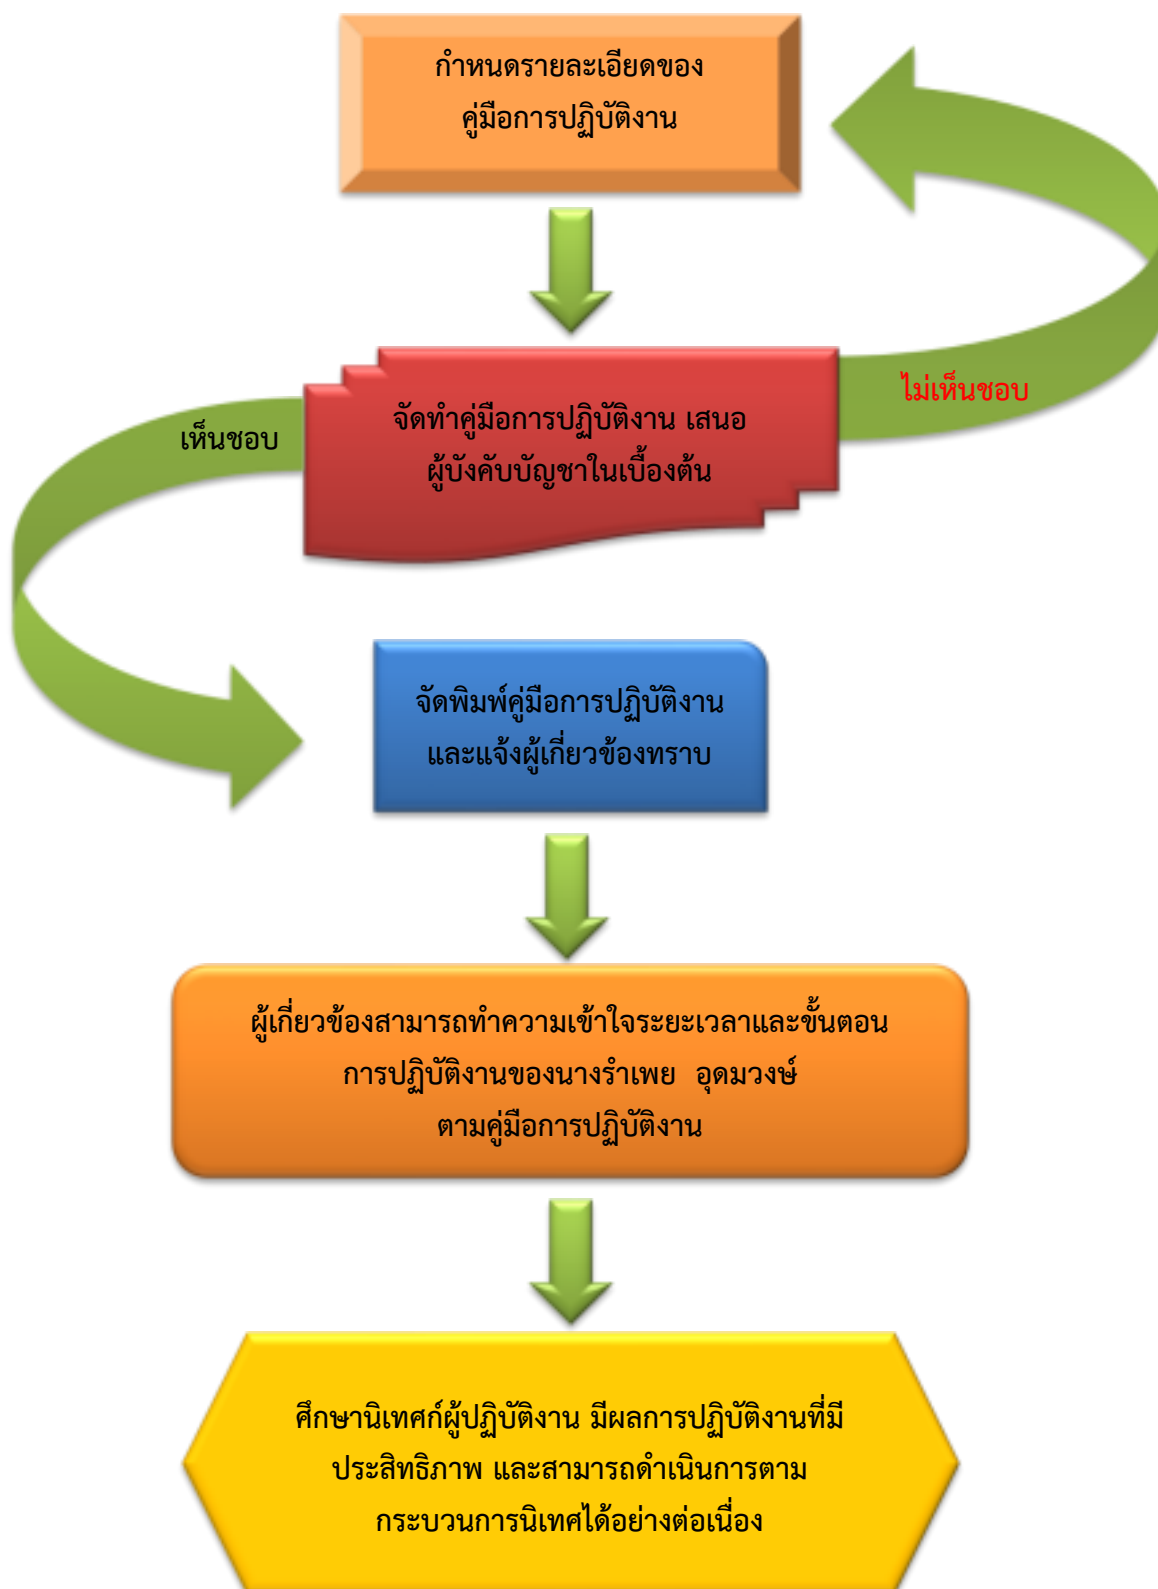 กำหนดรายละเอียดของ
คู่มือการปฏิบัติงาน
ไม่เห็นชอบ
เห็นชอบ
จัดทำคู่มือการปฏิบัติงาน เสนอ
ผู้บังคับบัญชาในเบื้องต้น
จัดพิมพ์คู่มือการปฏิบัติงาน
และแจ้งผู้เกี่ยวข้องทราบ
ผู้เกี่ยวข้องสามารถทำความเข้าใจระยะเวลาและขั้นตอน
การปฏิบัติงานของนางรำเพย อุดมวงษ์
ตามคู่มือการปฏิบัติงาน
ศึกษานิเทศก์ผู้ปฏิบัติงาน มีผลการปฏิบัติงานที่มี
ประสิทธิภาพ และสามารถดำเนินการตาม
กระบวนการนิเทศได้อย่างต่อเนื่อง